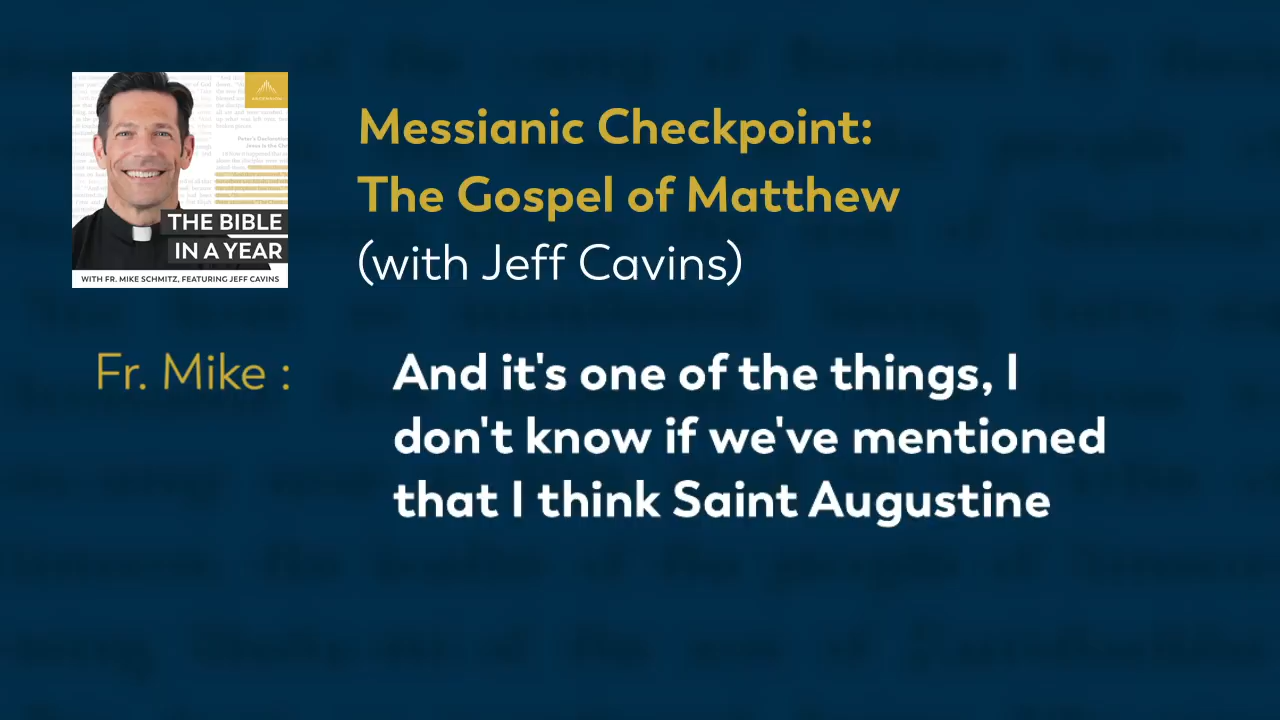 Messianic Checkpoint:
The Gospel of Matthew
(with Jeff Cavins)
THE BIBLE
IN A YEAR
WITH FR. MIKE SCHMITZ, FEATURING JEFF CAVINS
Fr. Mike :
And it's one of the things, I
don't know if we've mentioned
that I think Saint Augustine